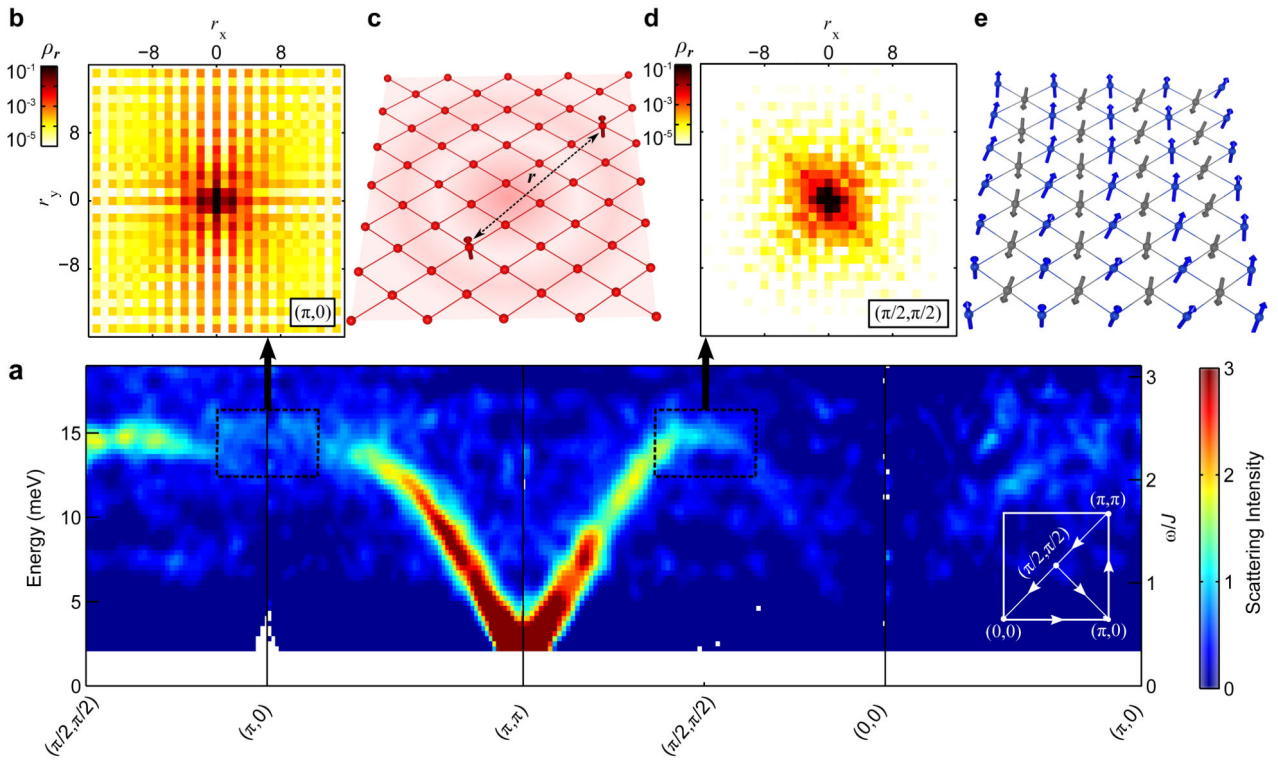 b
r_x
−8 0 8
ρ_r
10^-1
10^-3
10^-5
8
0
−8
r_y
(π,0)
c
r
d
r_x
−8 0 8
ρ_r
10^-1
10^-3
10^-5
(π/2,π/2)
e
a
Energy (meV)
15
10
5
0
3
2
1
0
ω/J
(π,π)
(π/2,π/2)
(0,0)
(π,0)
3
2
1
0
Scattering Intensity
(π/2,π/2)
(π,0)
(π,π)
(π/2,π/2)
(0,0)
(π,0)